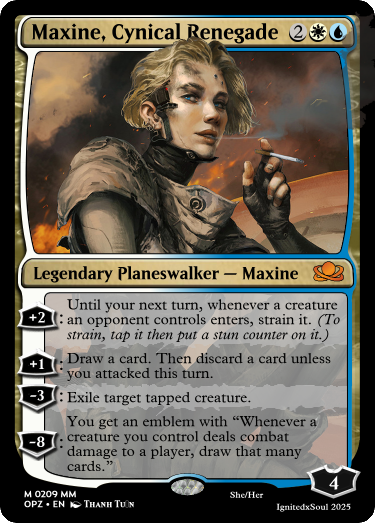 Maxine, Cynical Renegade 2
Legendary Planeswalker — Maxine
+2: Until your next turn, whenever a creature
an opponent controls enters, strain it. (To
strain, tap it then put a stun counter on it.)
+1: Draw a card. Then discard a card unless
you attacked this turn.
-3: Exile target tapped creature.
-8: You get an emblem with “Whenever a
creature you control deals combat
damage to a player, draw that many
cards.”
4
M 0209 MM
OPZ • EN Thanh Tuấn
She/Her
IgnitedxSoul 2025